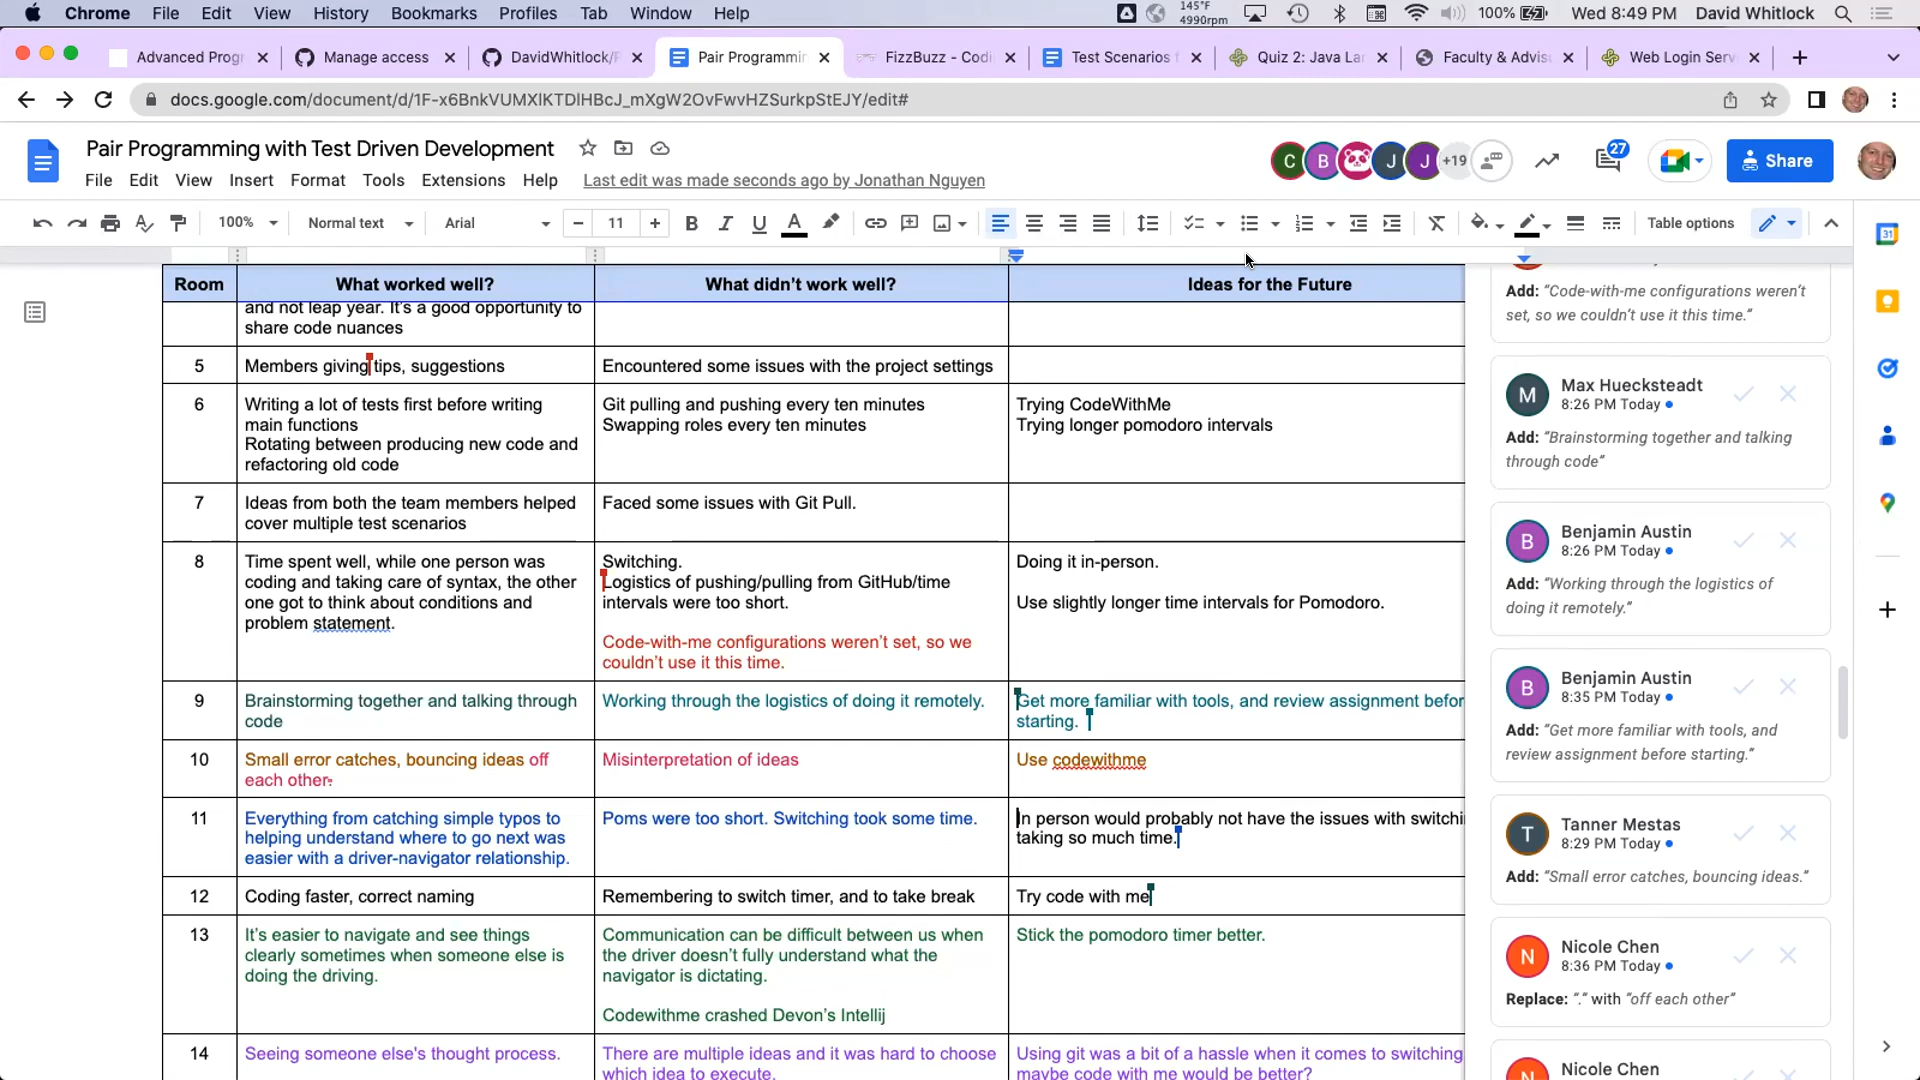 Chrome File Edit View History Bookmarks Profiles Tab Window Help 145°F 4990rpm 100% Wed 8:49 PM David Whitlock
Advanced Prog Manage access DavidWhitlock/P Pair Programmin FizzBuzz - Codi Test Scenarios f Quiz 2: Java Lan Faculty & Advis Web Login Serv
docs.google.com/document/d/1F-x6BnkVUMXlKTDlHBcJ_mXgW2OvFwvHZSurkpStEJY/edit#
Pair Programming with Test Driven Development
C B J J +19 27 Share
File Edit View Insert Format Tools Extensions Help Last edit was made seconds ago by Jonathan Nguyen
100% Normal text Arial 11 B I U A Table options
31
Room What worked well? What didn't work well? Ideas for the Future
and not leap year. It's a good opportunity to
share code nuances
5 Members giving tips, suggestions Encountered some issues with the project settings
6 Writing a lot of tests first before writing
main functions
Rotating between producing new code and
refactoring old code
Git pulling and pushing every ten minutes
Swapping roles every ten minutes
Trying CodeWithMe
Trying longer pomodoro intervals
7 Ideas from both the team members helped
cover multiple test scenarios
Faced some issues with Git Pull.
8 Time spent well, while one person was
coding and taking care of syntax, the other
one got to think about conditions and
problem statement.
Switching.
Logistics of pushing/pulling from GitHub/time
intervals were too short.
Code-with-me configurations weren't set, so we
couldn't use it this time.
Doing it in-person.
Use slightly longer time intervals for Pomodoro.
9 Brainstorming together and talking through
code
Working through the logistics of doing it remotely.
Get more familiar with tools, and review assignment befor
starting.
10 Small error catches, bouncing ideas off
each other.
Misinterpretation of ideas
Use codewithme
11 Everything from catching simple typos to
helping understand where to go next was
easier with a driver-navigator relationship.
Poms were too short. Switching took some time.
In person would probably not have the issues with switchi
taking so much time.
12 Coding faster, correct naming Remembering to switch timer, and to take break Try code with me
13 It's easier to navigate and see things
clearly sometimes when someone else is
doing the driving.
Communication can be difficult between us when
the driver doesn't fully understand what the
navigator is dictating.
Codewithme crashed Devon's Intellij
Stick the pomodoro timer better.
14 Seeing someone else's thought process.
There are multiple ideas and it was hard to choose
which idea to execute.
Using git was a bit of a hassle when it comes to switching
maybe code with me would be better?
Add: "Code-with-me configurations weren't
set, so we couldn't use it this time."
M Max Huecksteadt
8:26 PM Today
Add: "Brainstorming together and talking
through code"
B Benjamin Austin
8:26 PM Today
Add: "Working through the logistics of
doing it remotely."
B Benjamin Austin
8:35 PM Today
Add: "Get more familiar with tools, and
review assignment before starting."
T Tanner Mestas
8:29 PM Today
Add: "Small error catches, bouncing ideas."
N Nicole Chen
8:36 PM Today
Replace: "." with "off each other"
N Nicole Chen